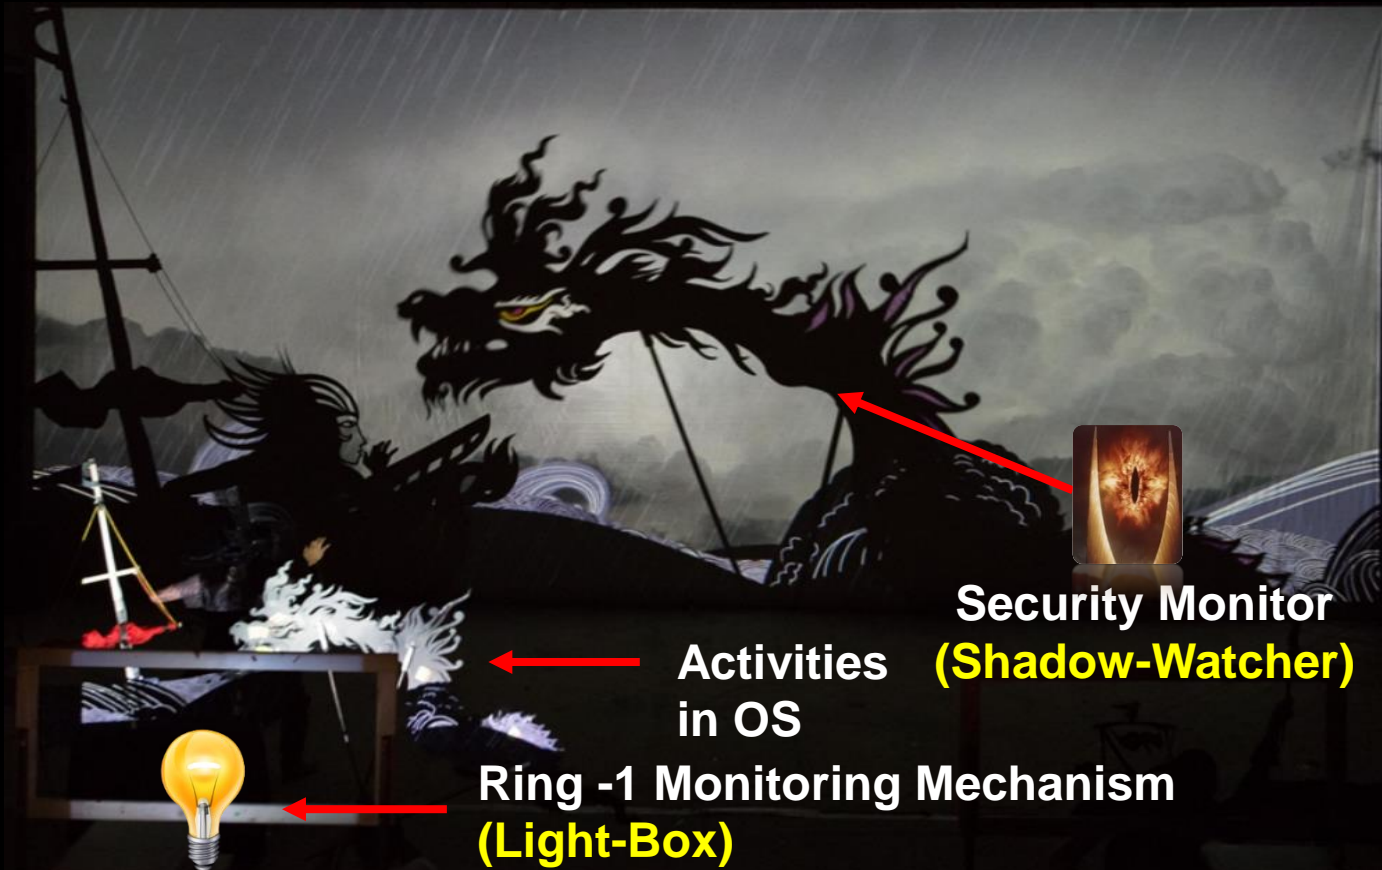 Security Monitor
(Shadow-Watcher)
Activities
in OS
Ring -1 Monitoring Mechanism
(Light-Box)